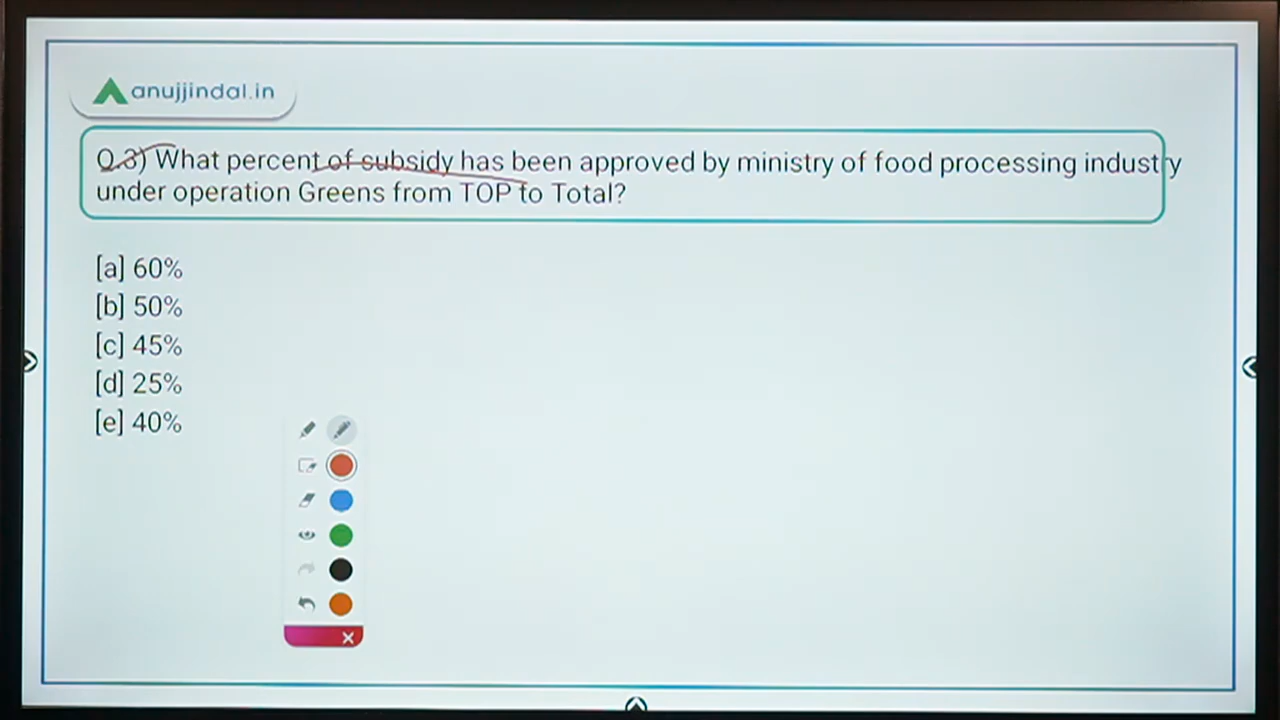 anujjindal.in
Q.3) What percent of subsidy has been approved by ministry of food processing industry
under operation Greens from TOP to Total?
[a] 60%
[b] 50%
[c] 45%
[d] 25%
[e] 40%